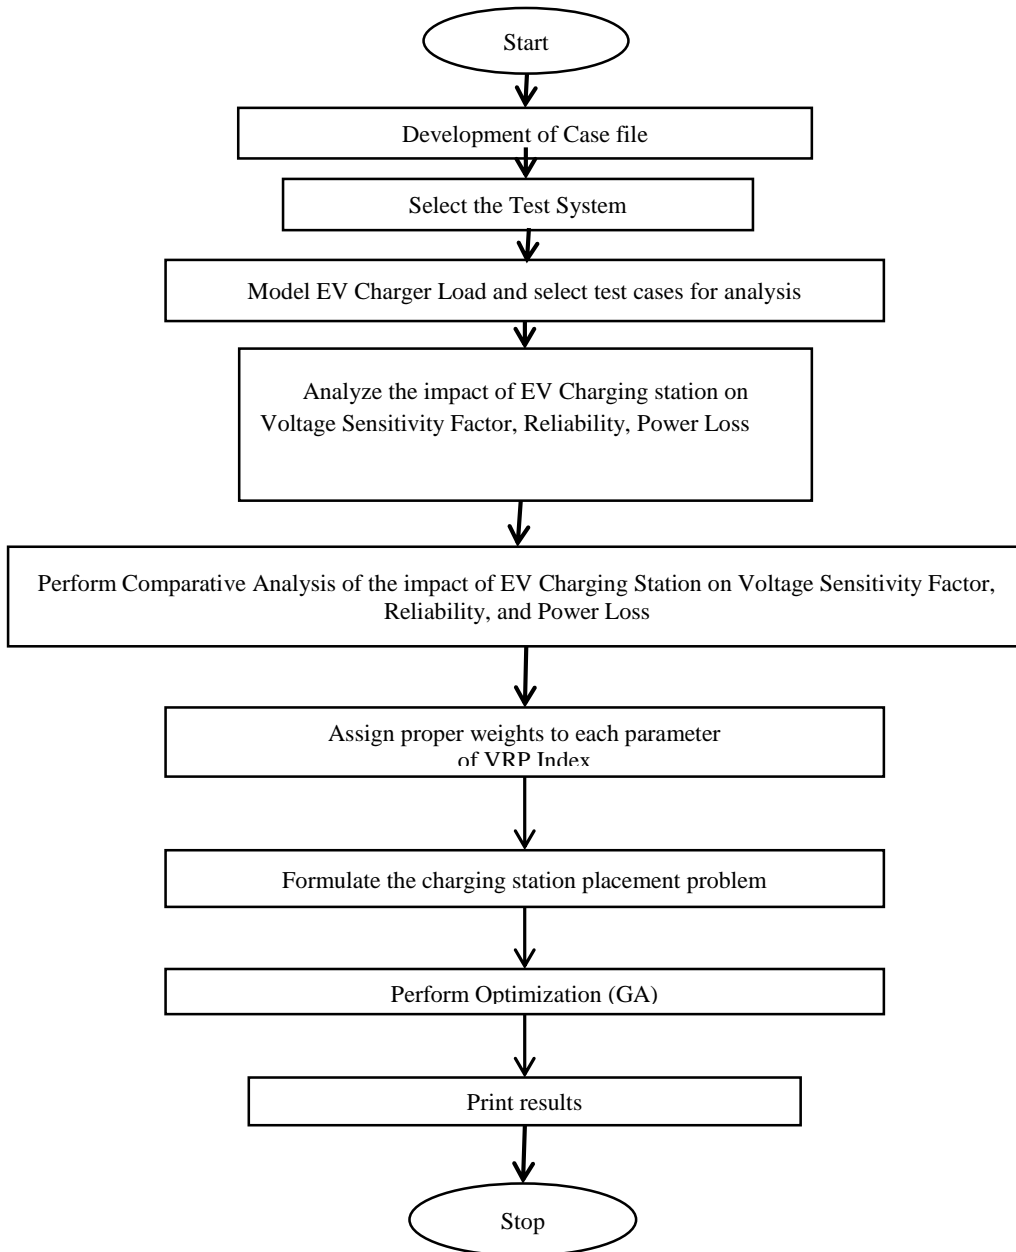 Start
Development of Case file
Select the Test System
Model EV Charger Load and select test cases for analysis
Analyze the impact of EV Charging station on
Voltage Sensitivity Factor, Reliability, Power Loss
Perform Comparative Analysis of the impact of EV Charging Station on Voltage Sensitivity Factor,
Reliability, and Power Loss
Assign proper weights to each parameter
of VRP Index
Formulate the charging station placement problem
Perform Optimization (GA)
Print results
Stop